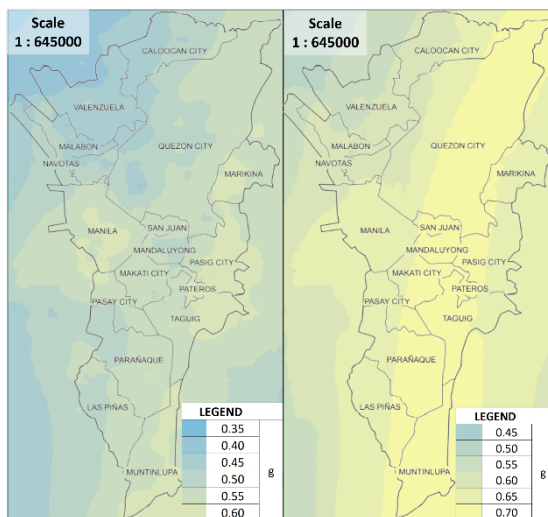 Scale
1 : 645000
CALOOCAN CITY
VALENZUELA
MALABON
QUEZON CITY
NAVOTAS
MARIKINA
MANILA
SAN JUAN
MANDALUYONG
PASIG CITY
MAKATI CITY
PATEROS
PASAY CITY
TAGUIG
PARAÑAQUE
LAS PIÑAS
MUNTINLUPA
LEGEND
0.35
0.40
0.45
0.50
0.55
0.60
g
Scale
1 : 645000
CALOOCAN CITY
VALENZUELA
MALABON
QUEZON CITY
NAVOTAS
MARIKINA
MANILA
SAN JUAN
MANDALUYONG
PASIG CITY
MAKATI CITY
PATEROS
PASAY CITY
TAGUIG
PARAÑAQUE
LAS PIÑAS
MUNTINLUPA
LEGEND
0.45
0.50
0.55
0.60
0.65
0.70
g